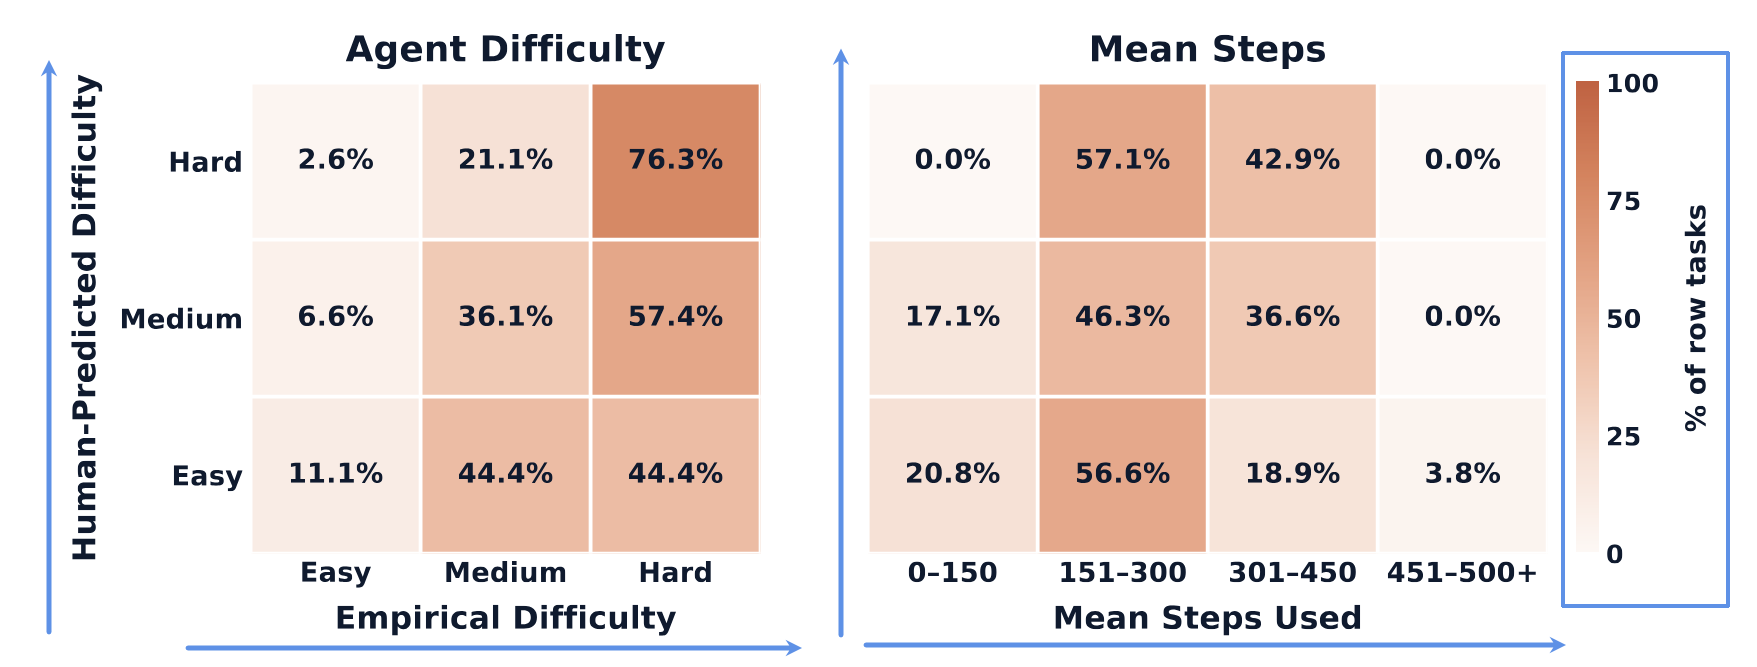 Agent Difficulty
Mean Steps
Human-Predicted Difficulty
Hard
2.6%
21.1%
76.3%
Medium
6.6%
36.1%
57.4%
Easy
11.1%
44.4%
44.4%
Easy
Medium
Hard
Empirical Difficulty
0.0%
57.1%
42.9%
0.0%
17.1%
46.3%
36.6%
0.0%
20.8%
56.6%
18.9%
3.8%
0–150
151–300
301–450
451–500+
Mean Steps Used
100
75
50
25
0
% of row tasks